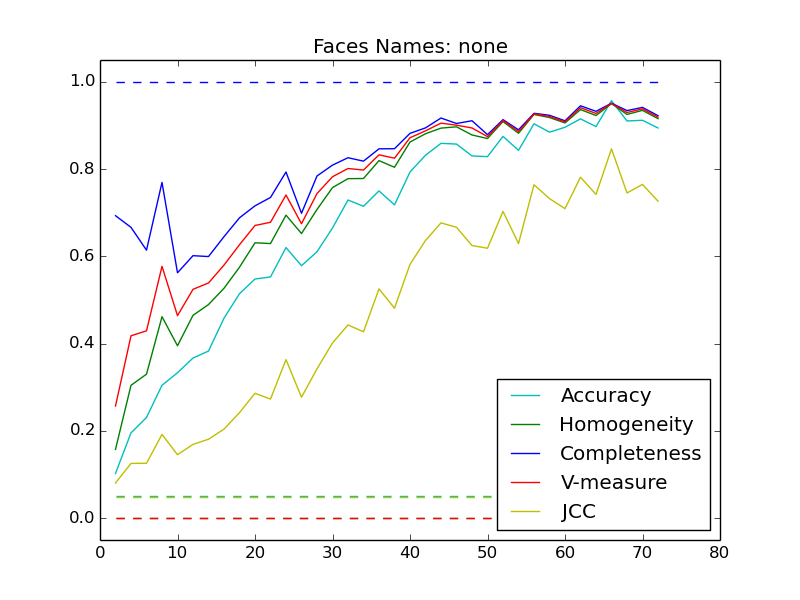 Faces Names: none
1.0
0.8
0.6
0.4
0.2
0.0
0 10 20 30 40 50 60 70 80
Accuracy
Homogeneity
Completeness
V-measure
JCC